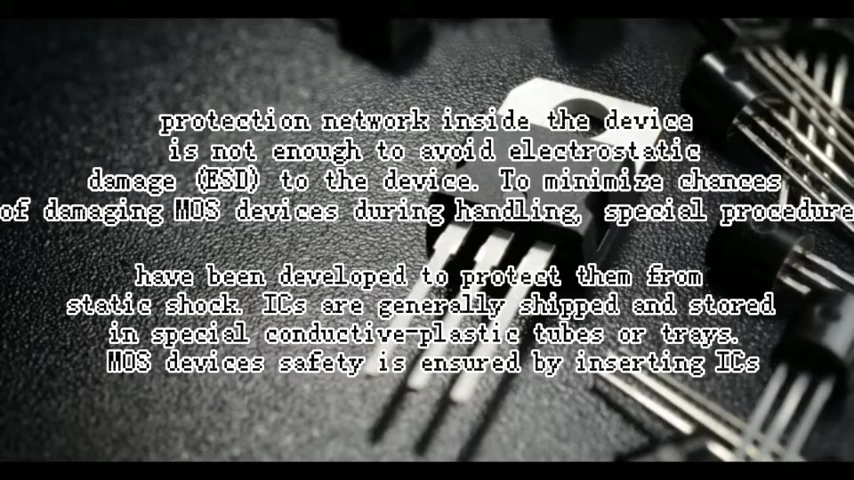 protection network inside the device
is not enough to avoid electrostatic
damage (ESD) to the device. To minimize chances
of damaging MOS devices during handling, special procedure
have been developed to protect them from
static shock. ICs are generally shipped and stored
in special conductive-plastic tubes or trays.
MOS devices safety is ensured by inserting ICs